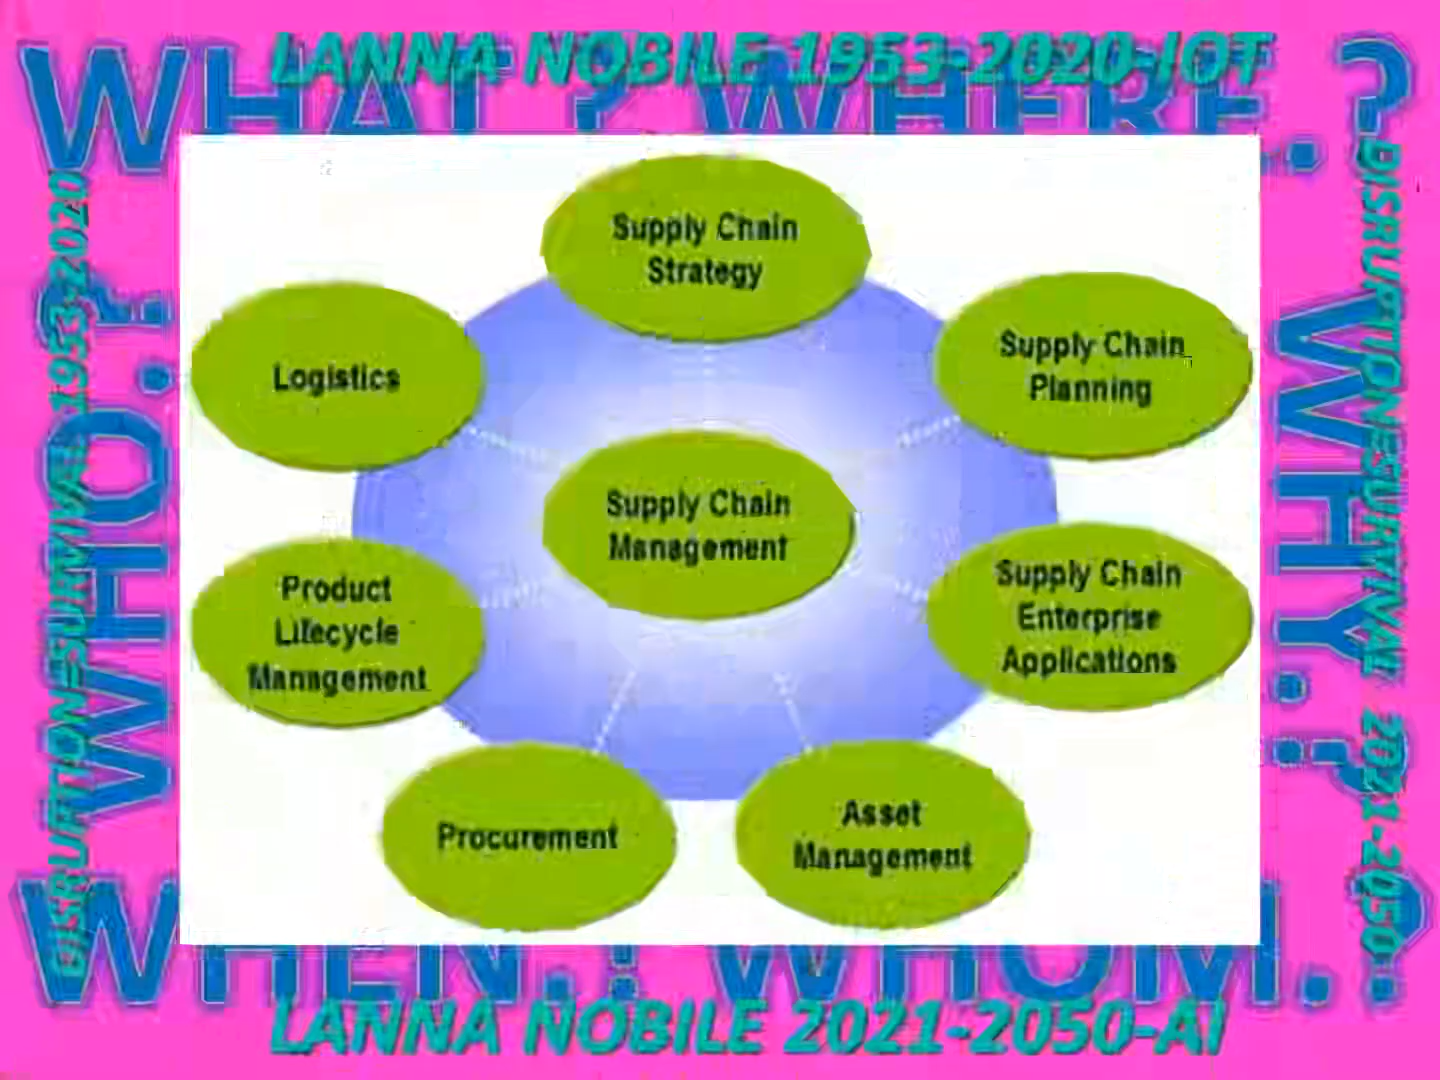 LANNA NOBILE 1953-2020-IOT
WHAT ? WHERE. ?
Supply Chain
Strategy
Logistics
Supply Chain
Planning
Supply Chain
Management
Product
Lifecycle
Management
Supply Chain
Enterprise
Applications
Procurement
Asset
Management
WHO.?
DISRUPTION=SURVIVAL 1953-2020
WHY.?
DISRUPTION=SURVIVAL 2021-2050
WHEN.? WHOM.
LANNA NOBILE 2021-2050-AI